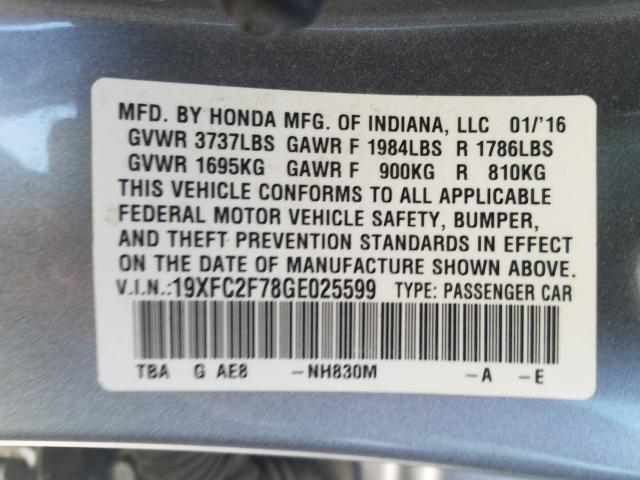 MFD. BY HONDA MFG. OF INDIANA, LLC 01/'16
GVWR 3737LBS GAWR F 1984LBS R 1786LBS
GVWR 1695KG GAWR F 900KG R 810KG
THIS VEHICLE CONFORMS TO ALL APPLICABLE
FEDERAL MOTOR VEHICLE SAFETY, BUMPER,
AND THEFT PREVENTION STANDARDS IN EFFECT
ON THE DATE OF MANUFACTURE SHOWN ABOVE.
V.I.N.:19XFC2F78GE025599 TYPE: PASSENGER CAR
TBA G AE8 -NH830M -A -E